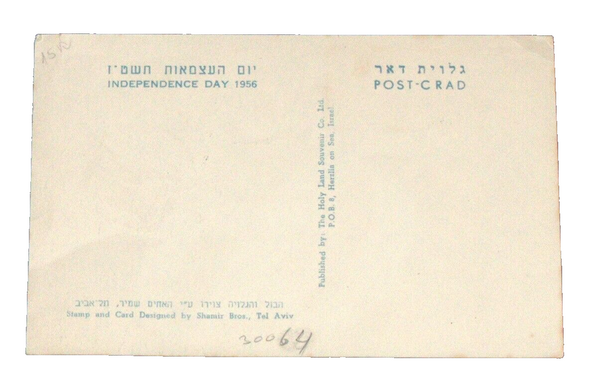 יום העצמאות תשט"ז
INDEPENDENCE DAY 1956
גלוית דאר
POST-CRAD
Published by: The Holy Land Souvenir Co. Ltd.
P.O.B. 8, Herzlia on Sea, Israel
הבול והגלויה צוירו ע"י האחים שמיר, תל־אביב
Stamp and Card Designed by Shamir Bros., Tel Aviv
30064